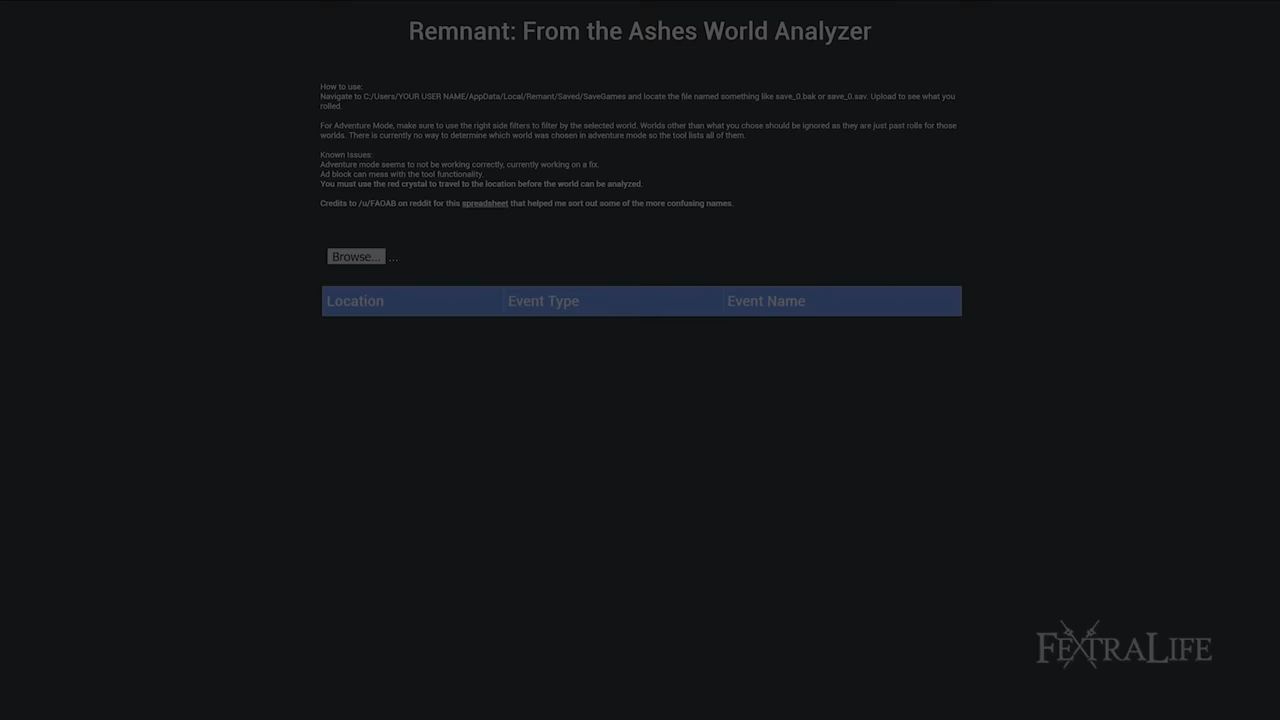 Remnant: From the Ashes World Analyzer
How to use:
Navigate to C:/Users/YOUR USER NAME/AppData/Local/Remant/Saved/SaveGames and locate the file named something like save_0.bak or save_0.sav. Upload to see what you
rolled.
For Adventure Mode, make sure to use the right side filters to filter by the selected world. Worlds other than what you chose should be ignored as they are just past rolls for those
worlds. There is currently no way to determine which world was chosen in adventure mode so the tool lists all of them.
Known Issues:
Adventure mode seems to not be working correctly, currently working on a fix.
Ad block can mess with the tool functionality.
You must use the red crystal to travel to the location before the world can be analyzed.
Credits to /u/FAOAB on reddit for this spreadsheet that helped me sort out some of the more confusing names.
Browse... ...
Location Event Type Event Name
FEXTRALIFE